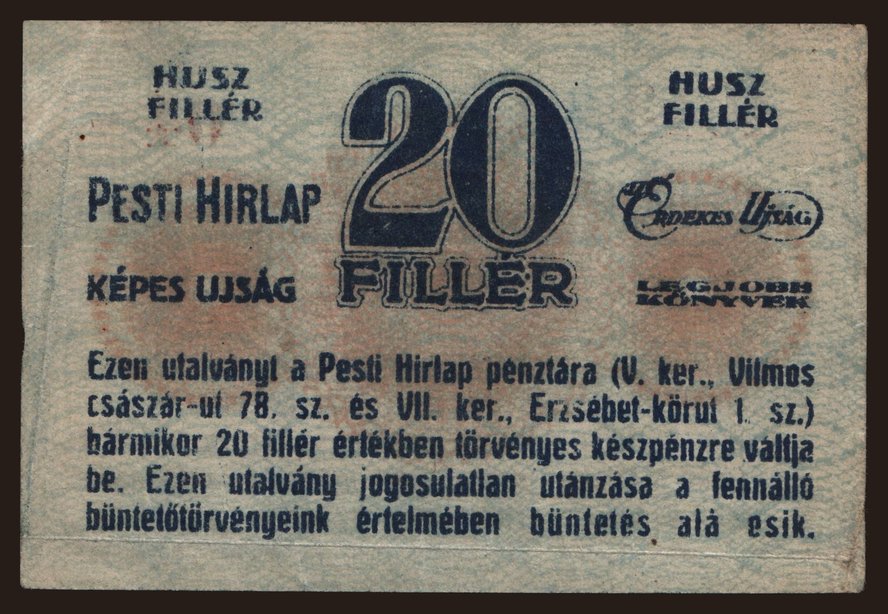 HUSZ
FILLÉR
20
FILLÉR
HUSZ
FILLÉR
PESTI HIRLAP
AZ ÉRDEKES UJSÁG
KÉPES UJSÁG
LEGJOBB
KÖNYVEK
Ezen utalványt a Pesti Hirlap pénztára (V. ker., Vilmos
császár-ut 78. sz. és VII. ker., Erzsébet-körut 1. sz.)
bármikor 20 fillér értékben törvényes készpénzre váltja
be. Ezen utalvány jogosulatlan utánzása a fennálló
büntetőtörvényeink értelmében büntetés alá esik.